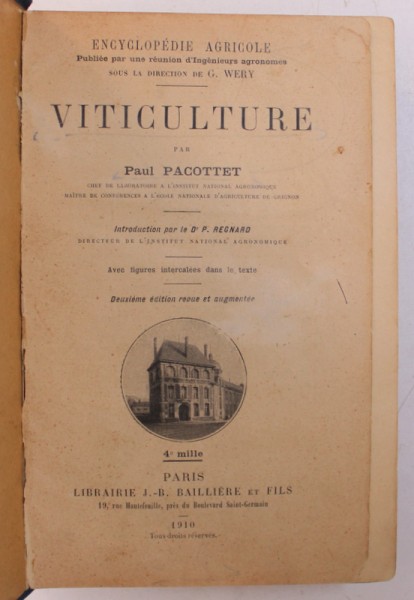 ENCYCLOPÉDIE AGRICOLE
Publiée par une réunion d'Ingénieurs agronomes
SOUS LA DIRECTION DE G. WERY
VITICULTURE
PAR
Paul PACOTTET
CHEF DE LABORATOIRE A L'INSTITUT NATIONAL AGRONOMIQUE
MAÎTRE DE CONFÉRENCES A L'ÉCOLE NATIONALE D'AGRICULTURE DE GRIGNON
Introduction par le Dr P. REGNARD
DIRECTEUR DE L'INSTITUT NATIONAL AGRONOMIQUE
Avec figures intercalées dans le texte
Deuxième édition revue et augmentée
4e mille
PARIS
LIBRAIRIE J.-B. BAILLIÈRE ET FILS
19, rue Hautefeuille, près du Boulevard Saint-Germain
1910
Tous droits réservés.